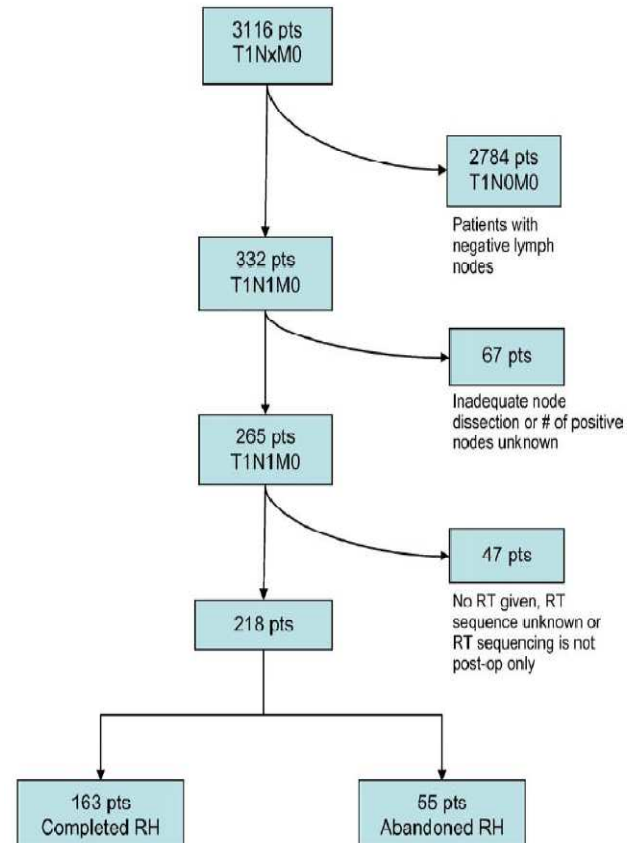 3116 pts
T1NxM0
2784 pts
T1N0M0
Patients with
negative lymph
nodes
332 pts
T1N1M0
67 pts
Inadequate node
dissection or # of positive
nodes unknown
265 pts
T1N1M0
47 pts
No RT given, RT
sequence unknown or
RT sequencing is not
post-op only
218 pts
163 pts
Completed RH
55 pts
Abandoned RH